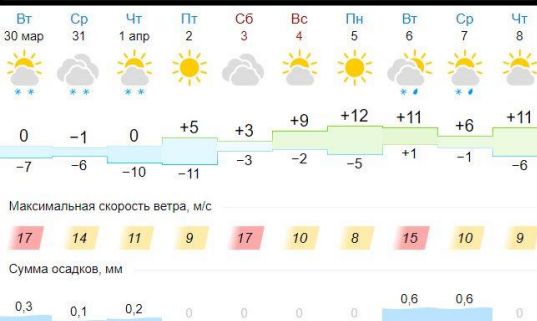 Вт Ср Чт Пт Сб Вс Пн Вт Ср Чт
30 мар 31 1 апр 2 3 4 5 6 7 8
0 −1 0 +5 +3 +9 +12 +11 +6 +11
−7 −6 −10 −11 −3 −2 −5 +1 −1 −6
Максимальная скорость ветра, м/с
17 14 11 9 17 10 8 15 10 9
Сумма осадков, мм
0,3 0,1 0,2 0 0 0 0 0,6 0,6 0